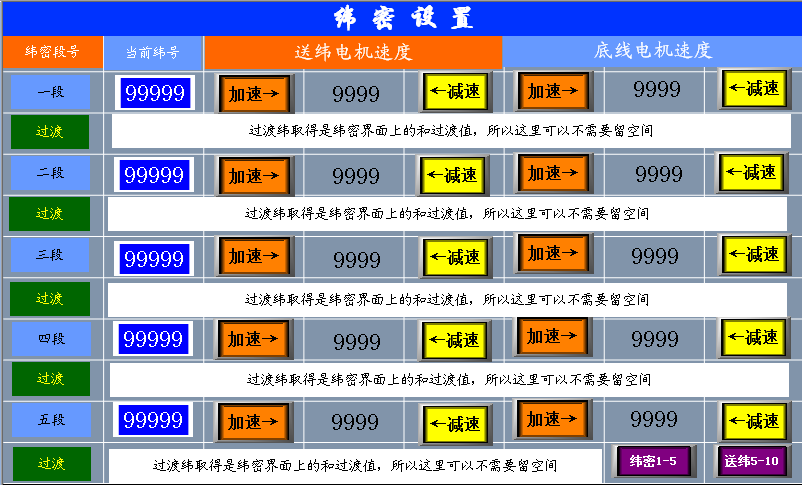 纬密设置
纬密段号 当前纬号 送纬电机速度 底线电机速度
一段 99999 加速→ 9999 ←减速 加速→ 9999 ←减速
过渡 过渡纬取得是纬密界面上的和过渡值，所以这里可以不需要留空间
二段 99999 加速→ 9999 ←减速 加速→ 9999 ←减速
过渡 过渡纬取得是纬密界面上的和过渡值，所以这里可以不需要留空间
三段 99999 加速→ 9999 ←减速 加速→ 9999 ←减速
过渡 过渡纬取得是纬密界面上的和过渡值，所以这里可以不需要留空间
四段 99999 加速→ 9999 ←减速 加速→ 9999 ←减速
过渡 过渡纬取得是纬密界面上的和过渡值，所以这里可以不需要留空间
五段 99999 加速→ 9999 ←减速 加速→ 9999 ←减速
过渡 过渡纬取得是纬密界面上的和过渡值，所以这里可以不需要留空间 纬密1-5 送纬5-10